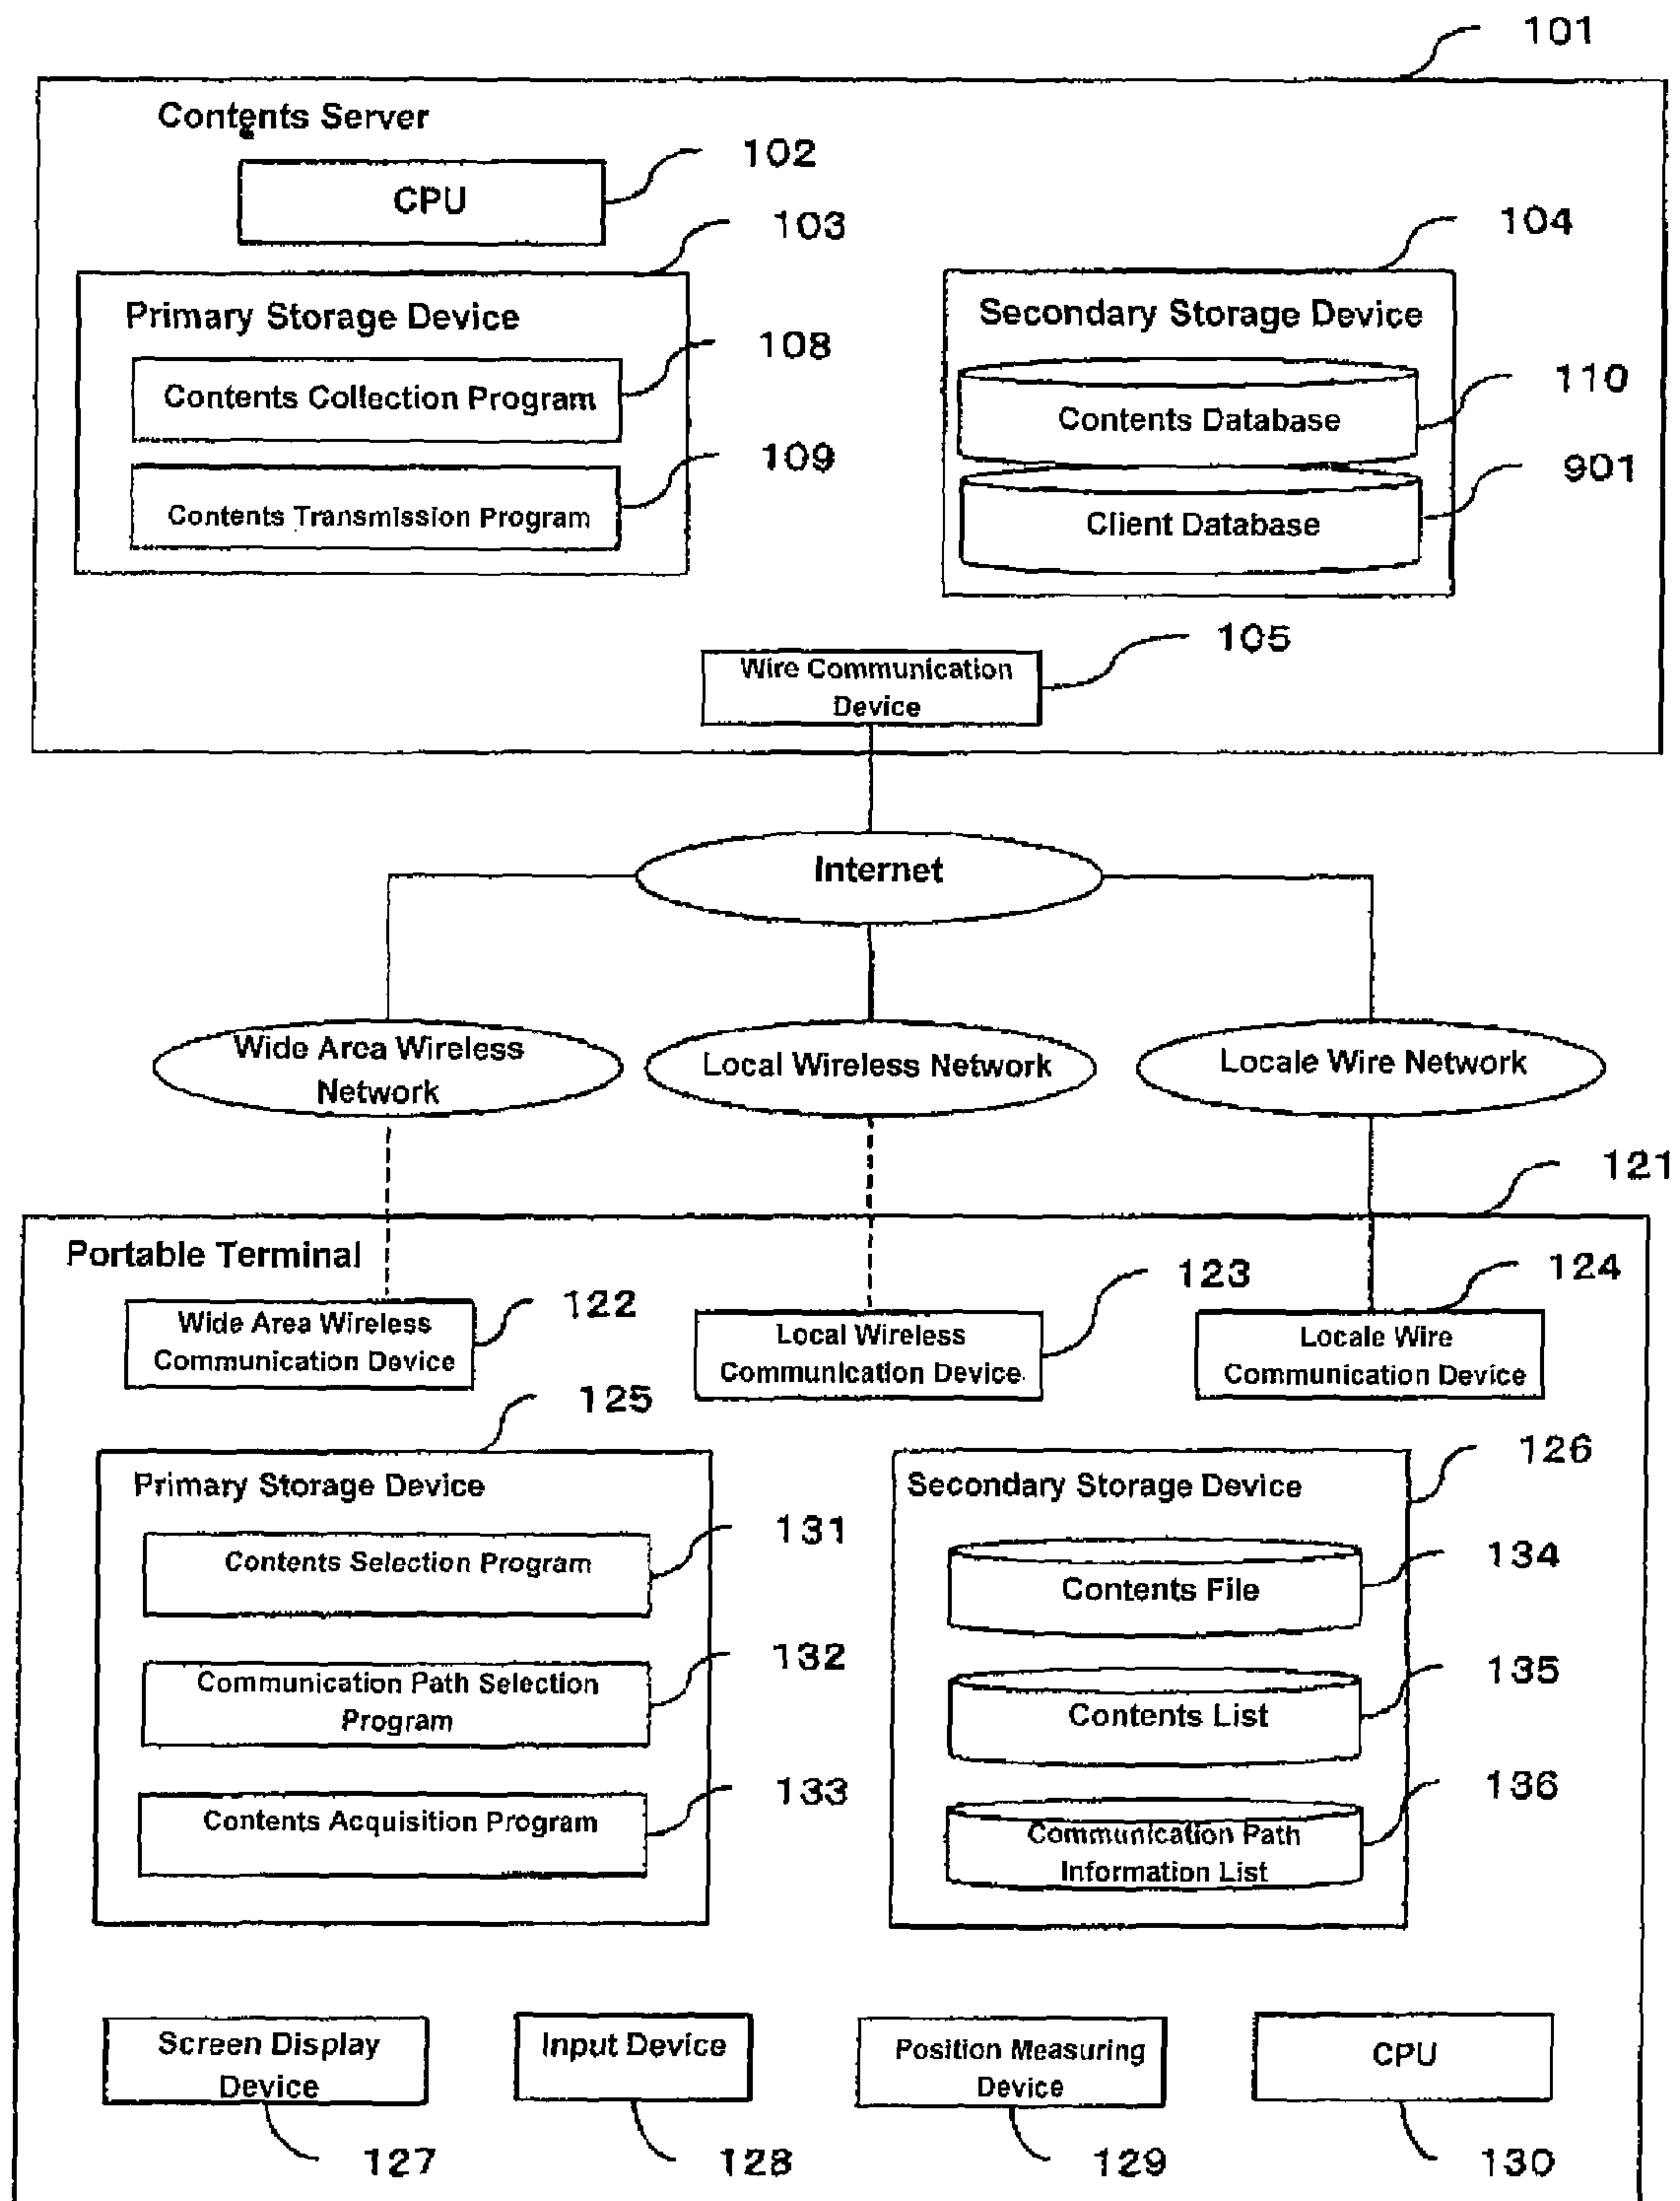 101
Contents Server
102
CPU
103
104
Primary Storage Device
Secondary Storage Device
108
Contents Collection Program
110
Contents Database
109
Contents Transmission Program
901
Client Database
105
Wire Communication
Device
Internet
Wide Area Wireless
Network
Local Wireless Network
Locale Wire Network
121
Portable Terminal
122
Wide Area Wireless
Communication Device
123
Local Wireless
Communication Device
124
Locale Wire
Communication Device
125
Primary Storage Device
126
Secondary Storage Device
131
Contents Selection Program
134
Contents File
132
Communication Path Selection
Program
135
Contents List
133
Contents Acquisition Program
136
Communication Path
Information List
Screen Display
Device
Input Device
Position Measuring
Device
CPU
127
128
129
130